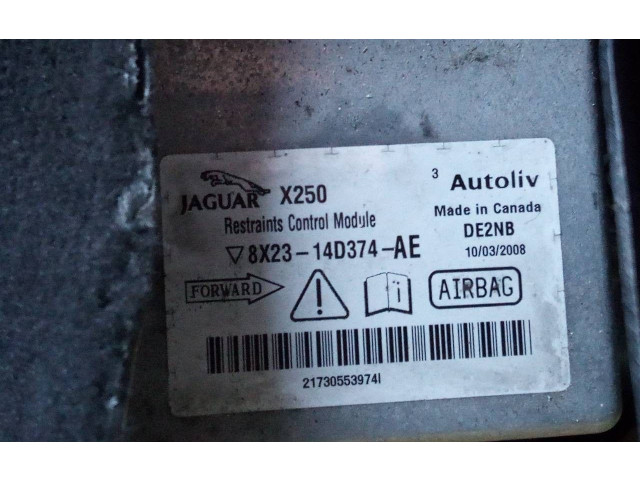 JAGUAR X250
Restraints Control Module
8X23-14D374-AE
3 Autoliv
Made in Canada
DE2NB
10/03/2008
FORWARD
! i AIRBAG
21730553974I